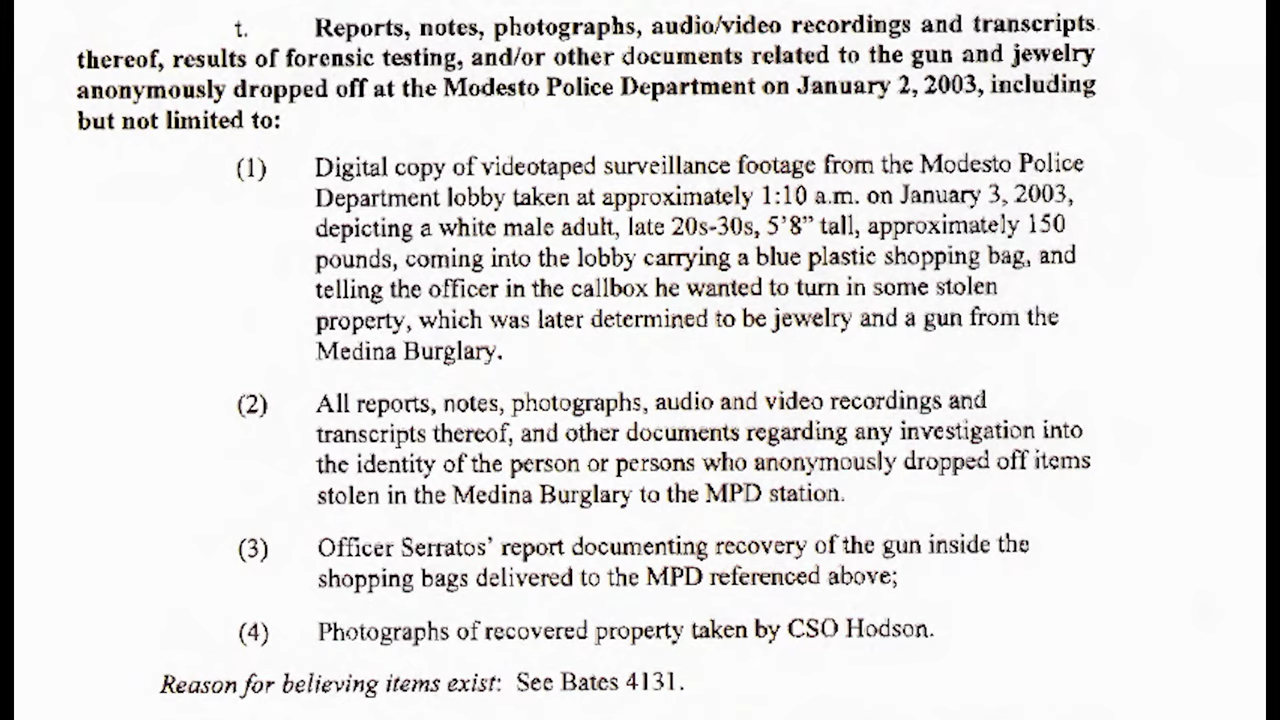 t. Reports, notes, photographs, audio/video recordings and transcripts
thereof, results of forensic testing, and/or other documents related to the gun and jewelry
anonymously dropped off at the Modesto Police Department on January 2, 2003, including
but not limited to:
(1) Digital copy of videotaped surveillance footage from the Modesto Police
Department lobby taken at approximately 1:10 a.m. on January 3, 2003,
depicting a white male adult, late 20s-30s, 5’8” tall, approximately 150
pounds, coming into the lobby carrying a blue plastic shopping bag, and
telling the officer in the callbox he wanted to turn in some stolen
property, which was later determined to be jewelry and a gun from the
Medina Burglary.
(2) All reports, notes, photographs, audio and video recordings and
transcripts thereof, and other documents regarding any investigation into
the identity of the person or persons who anonymously dropped off items
stolen in the Medina Burglary to the MPD station.
(3) Officer Serratos’ report documenting recovery of the gun inside the
shopping bags delivered to the MPD referenced above;
(4) Photographs of recovered property taken by CSO Hodson.
Reason for believing items exist: See Bates 4131.